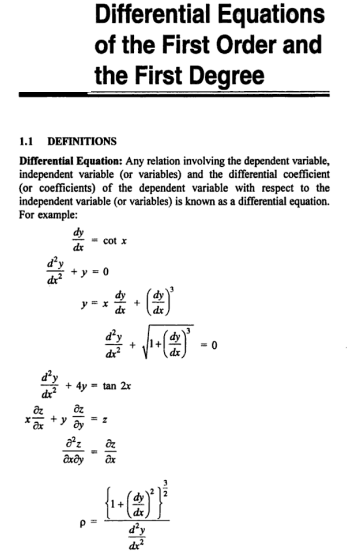 Differential Equations
of the First Order and
the First Degree
1.1 DEFINITIONS
Differential Equation: Any relation involving the dependent variable,
independent variable (or variables) and the differential coefficient
(or coefficients) of the dependent variable with respect to the
independent variable (or variables) is known as a differential equation.
For example:
dy/dx = cot x
d²y/dx² + y = 0
y = x dy/dx + (dy/dx)³
d²y/dx² + √(1+(dy/dx)³) = 0
d²y/dx² + 4y = tan 2x
x ∂z/∂x + y ∂z/∂y = z
∂²z/∂x∂y = ∂z/∂x
ρ = {1 + (dy/dx)²}^(3/2) / (d²y/dx²)